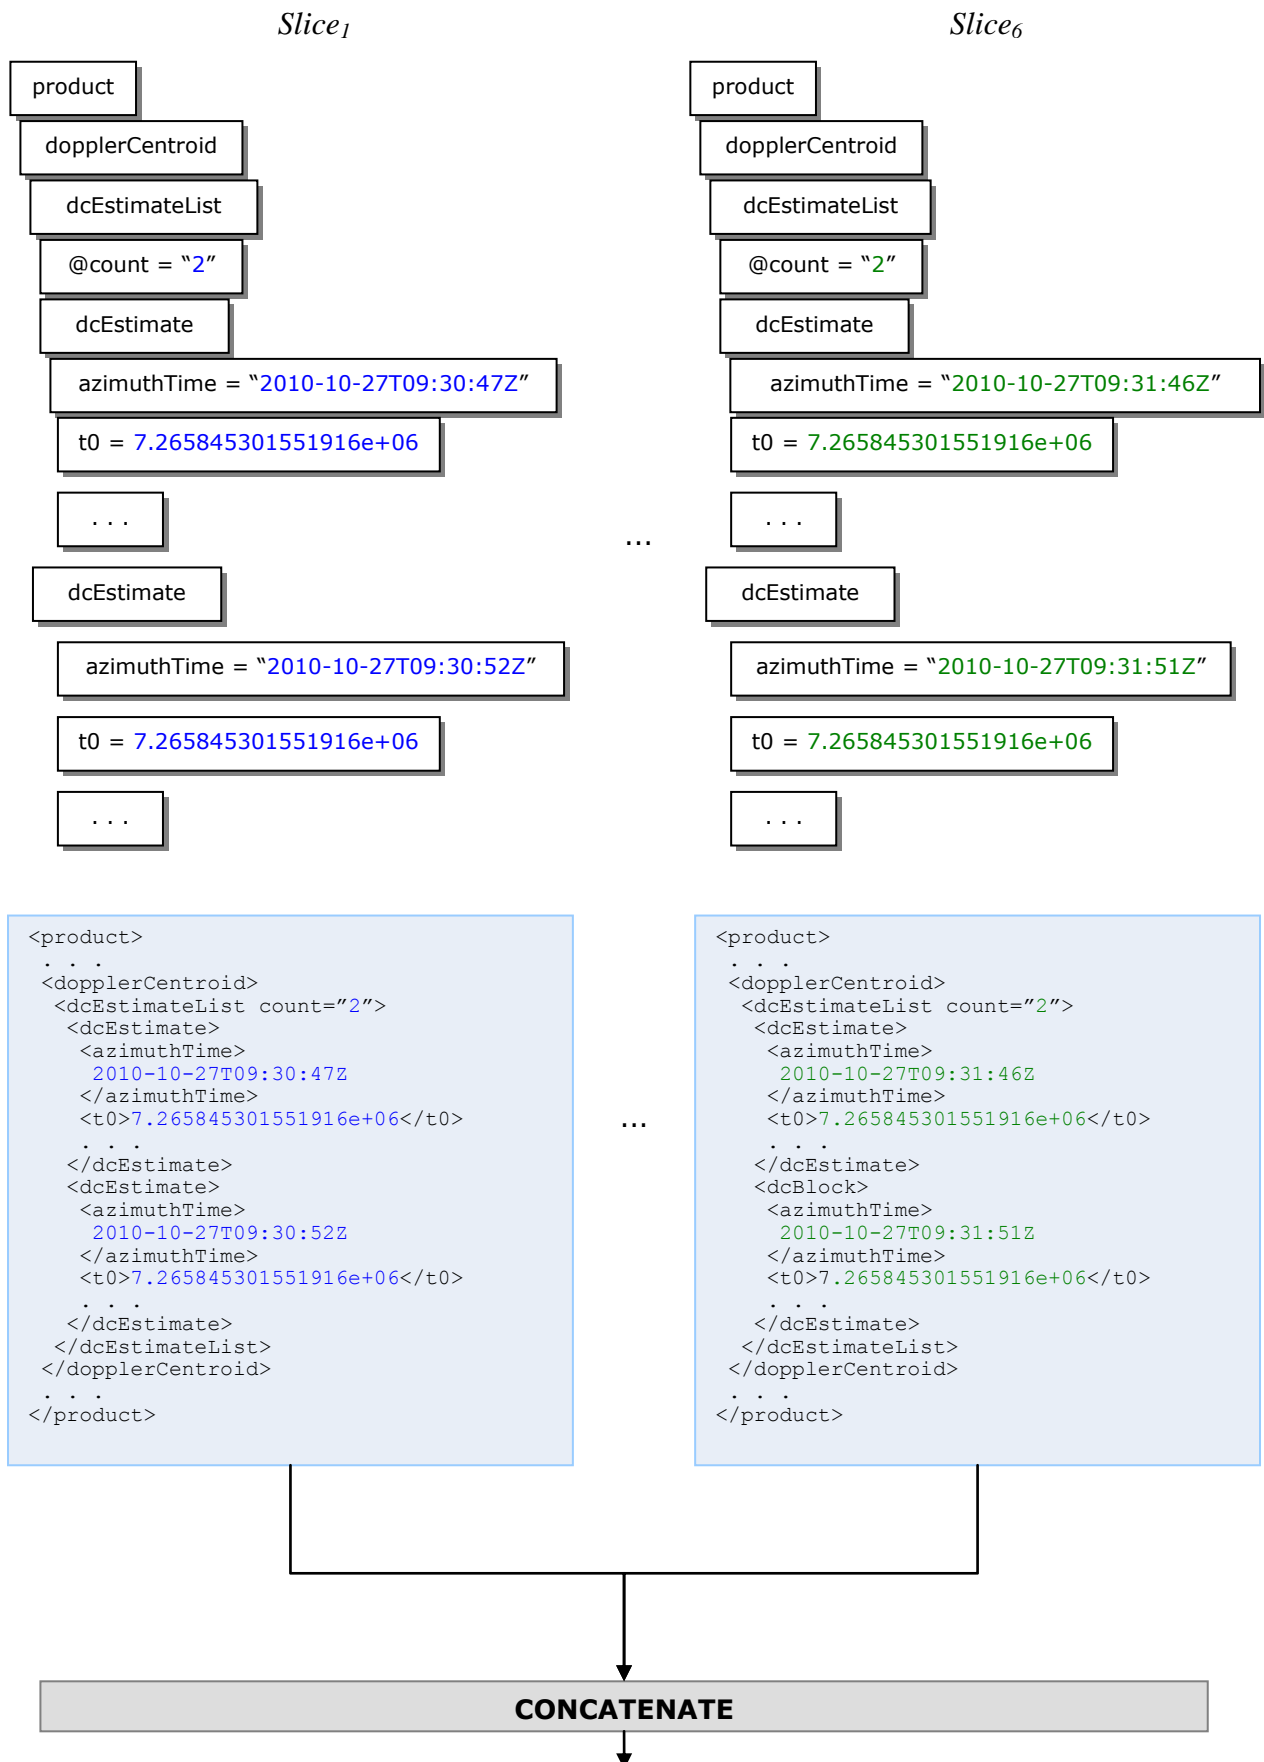 Slice1
product
dopplerCentroid
dcEstimateList
@count = “2”
dcEstimate
azimuthTime = “2010-10-27T09:30:47Z”
t0 = 7.265845301551916e+06
. . .
dcEstimate
azimuthTime = “2010-10-27T09:30:52Z”
t0 = 7.265845301551916e+06
. . .
...
Slice6
product
dopplerCentroid
dcEstimateList
@count = “2”
dcEstimate
azimuthTime = “2010-10-27T09:31:46Z”
t0 = 7.265845301551916e+06
. . .
dcEstimate
azimuthTime = “2010-10-27T09:31:51Z”
t0 = 7.265845301551916e+06
. . .
<product>
. . .
<dopplerCentroid>
<dcEstimateList count=”2”>
<dcEstimate>
<azimuthTime>
2010-10-27T09:30:47Z
</azimuthTime>
<t0>7.265845301551916e+06</t0>
. . .
</dcEstimate>
<dcEstimate>
<azimuthTime>
2010-10-27T09:30:52Z
</azimuthTime>
<t0>7.265845301551916e+06</t0>
. . .
</dcEstimate>
</dcEstimateList>
</dopplerCentroid>
. . .
</product>
...
<product>
. . .
<dopplerCentroid>
<dcEstimateList count=”2”>
<dcEstimate>
<azimuthTime>
2010-10-27T09:31:46Z
</azimuthTime>
<t0>7.265845301551916e+06</t0>
. . .
</dcEstimate>
<dcBlock>
<azimuthTime>
2010-10-27T09:31:51Z
</azimuthTime>
<t0>7.265845301551916e+06</t0>
. . .
</dcEstimate>
</dcEstimateList>
</dopplerCentroid>
. . .
</product>
CONCATENATE